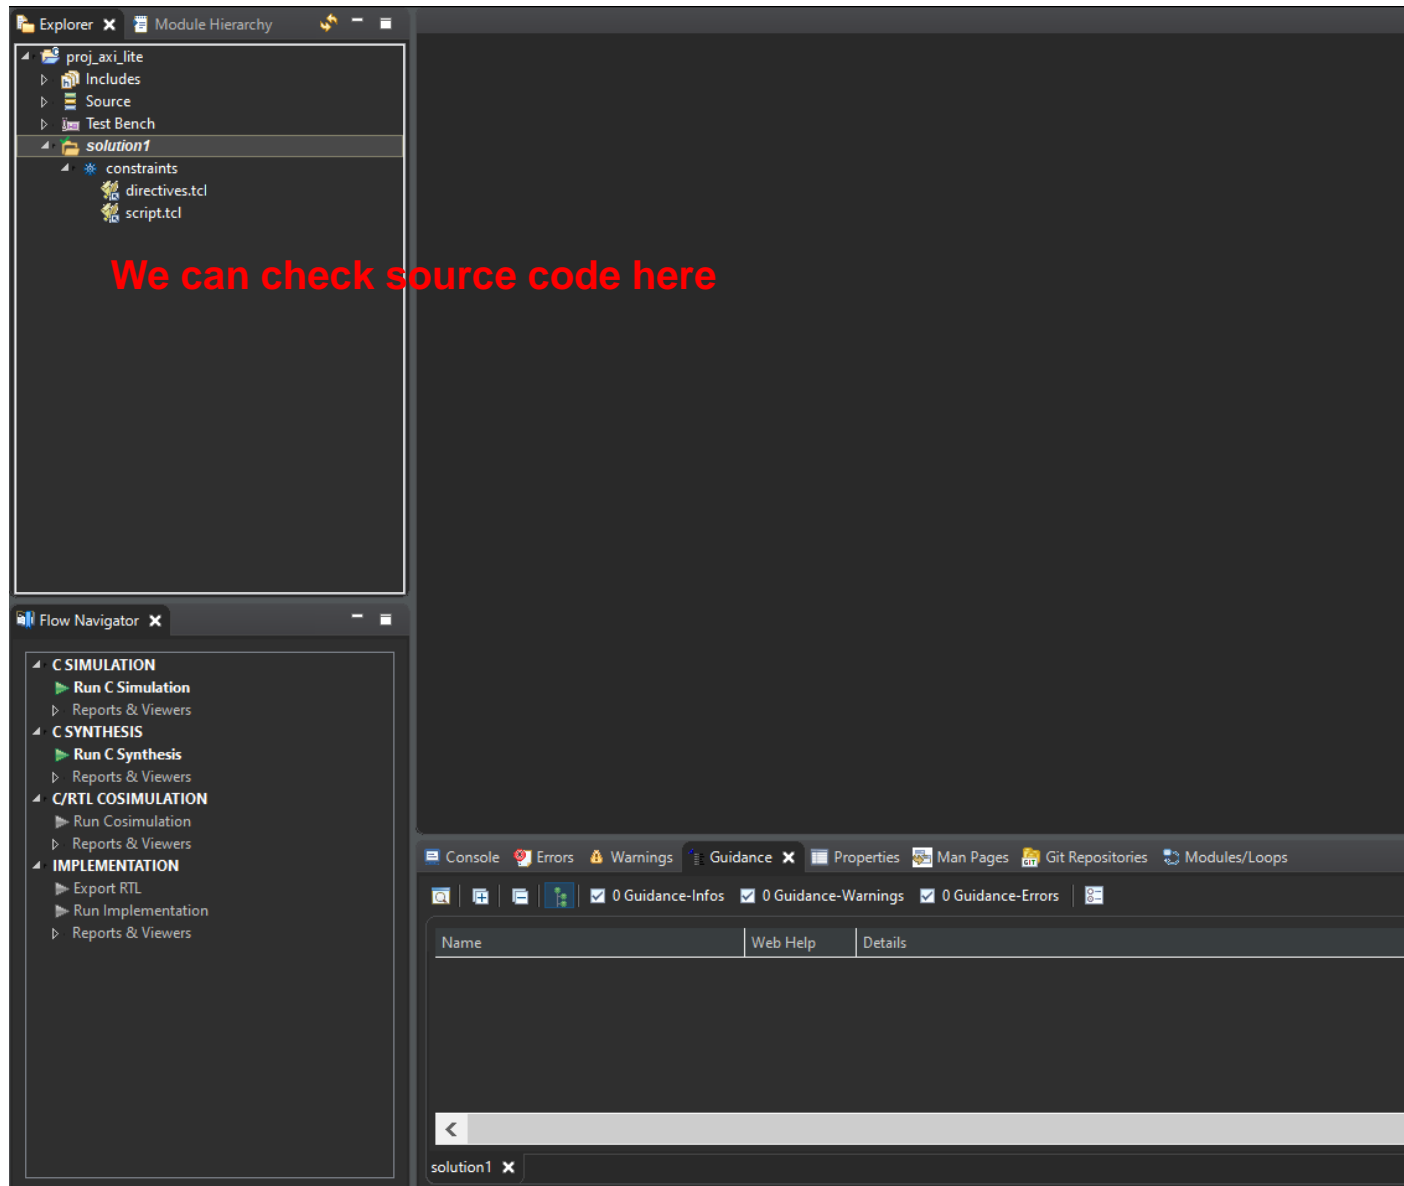 Explorer Module Hierarchy
proj_axi_lite
Includes
Source
Test Bench
solution1
constraints
directives.tcl
script.tcl
We can check source code here
Flow Navigator
C SIMULATION
Run C Simulation
Reports & Viewers
C SYNTHESIS
Run C Synthesis
Reports & Viewers
C/RTL COSIMULATION
Run Cosimulation
Reports & Viewers
IMPLEMENTATION
Export RTL
Run Implementation
Reports & Viewers
Console Errors Warnings Guidance Properties Man Pages GIT Git Repositories Modules/Loops
0 Guidance-Infos 0 Guidance-Warnings 0 Guidance-Errors
Name Web Help Details
solution1